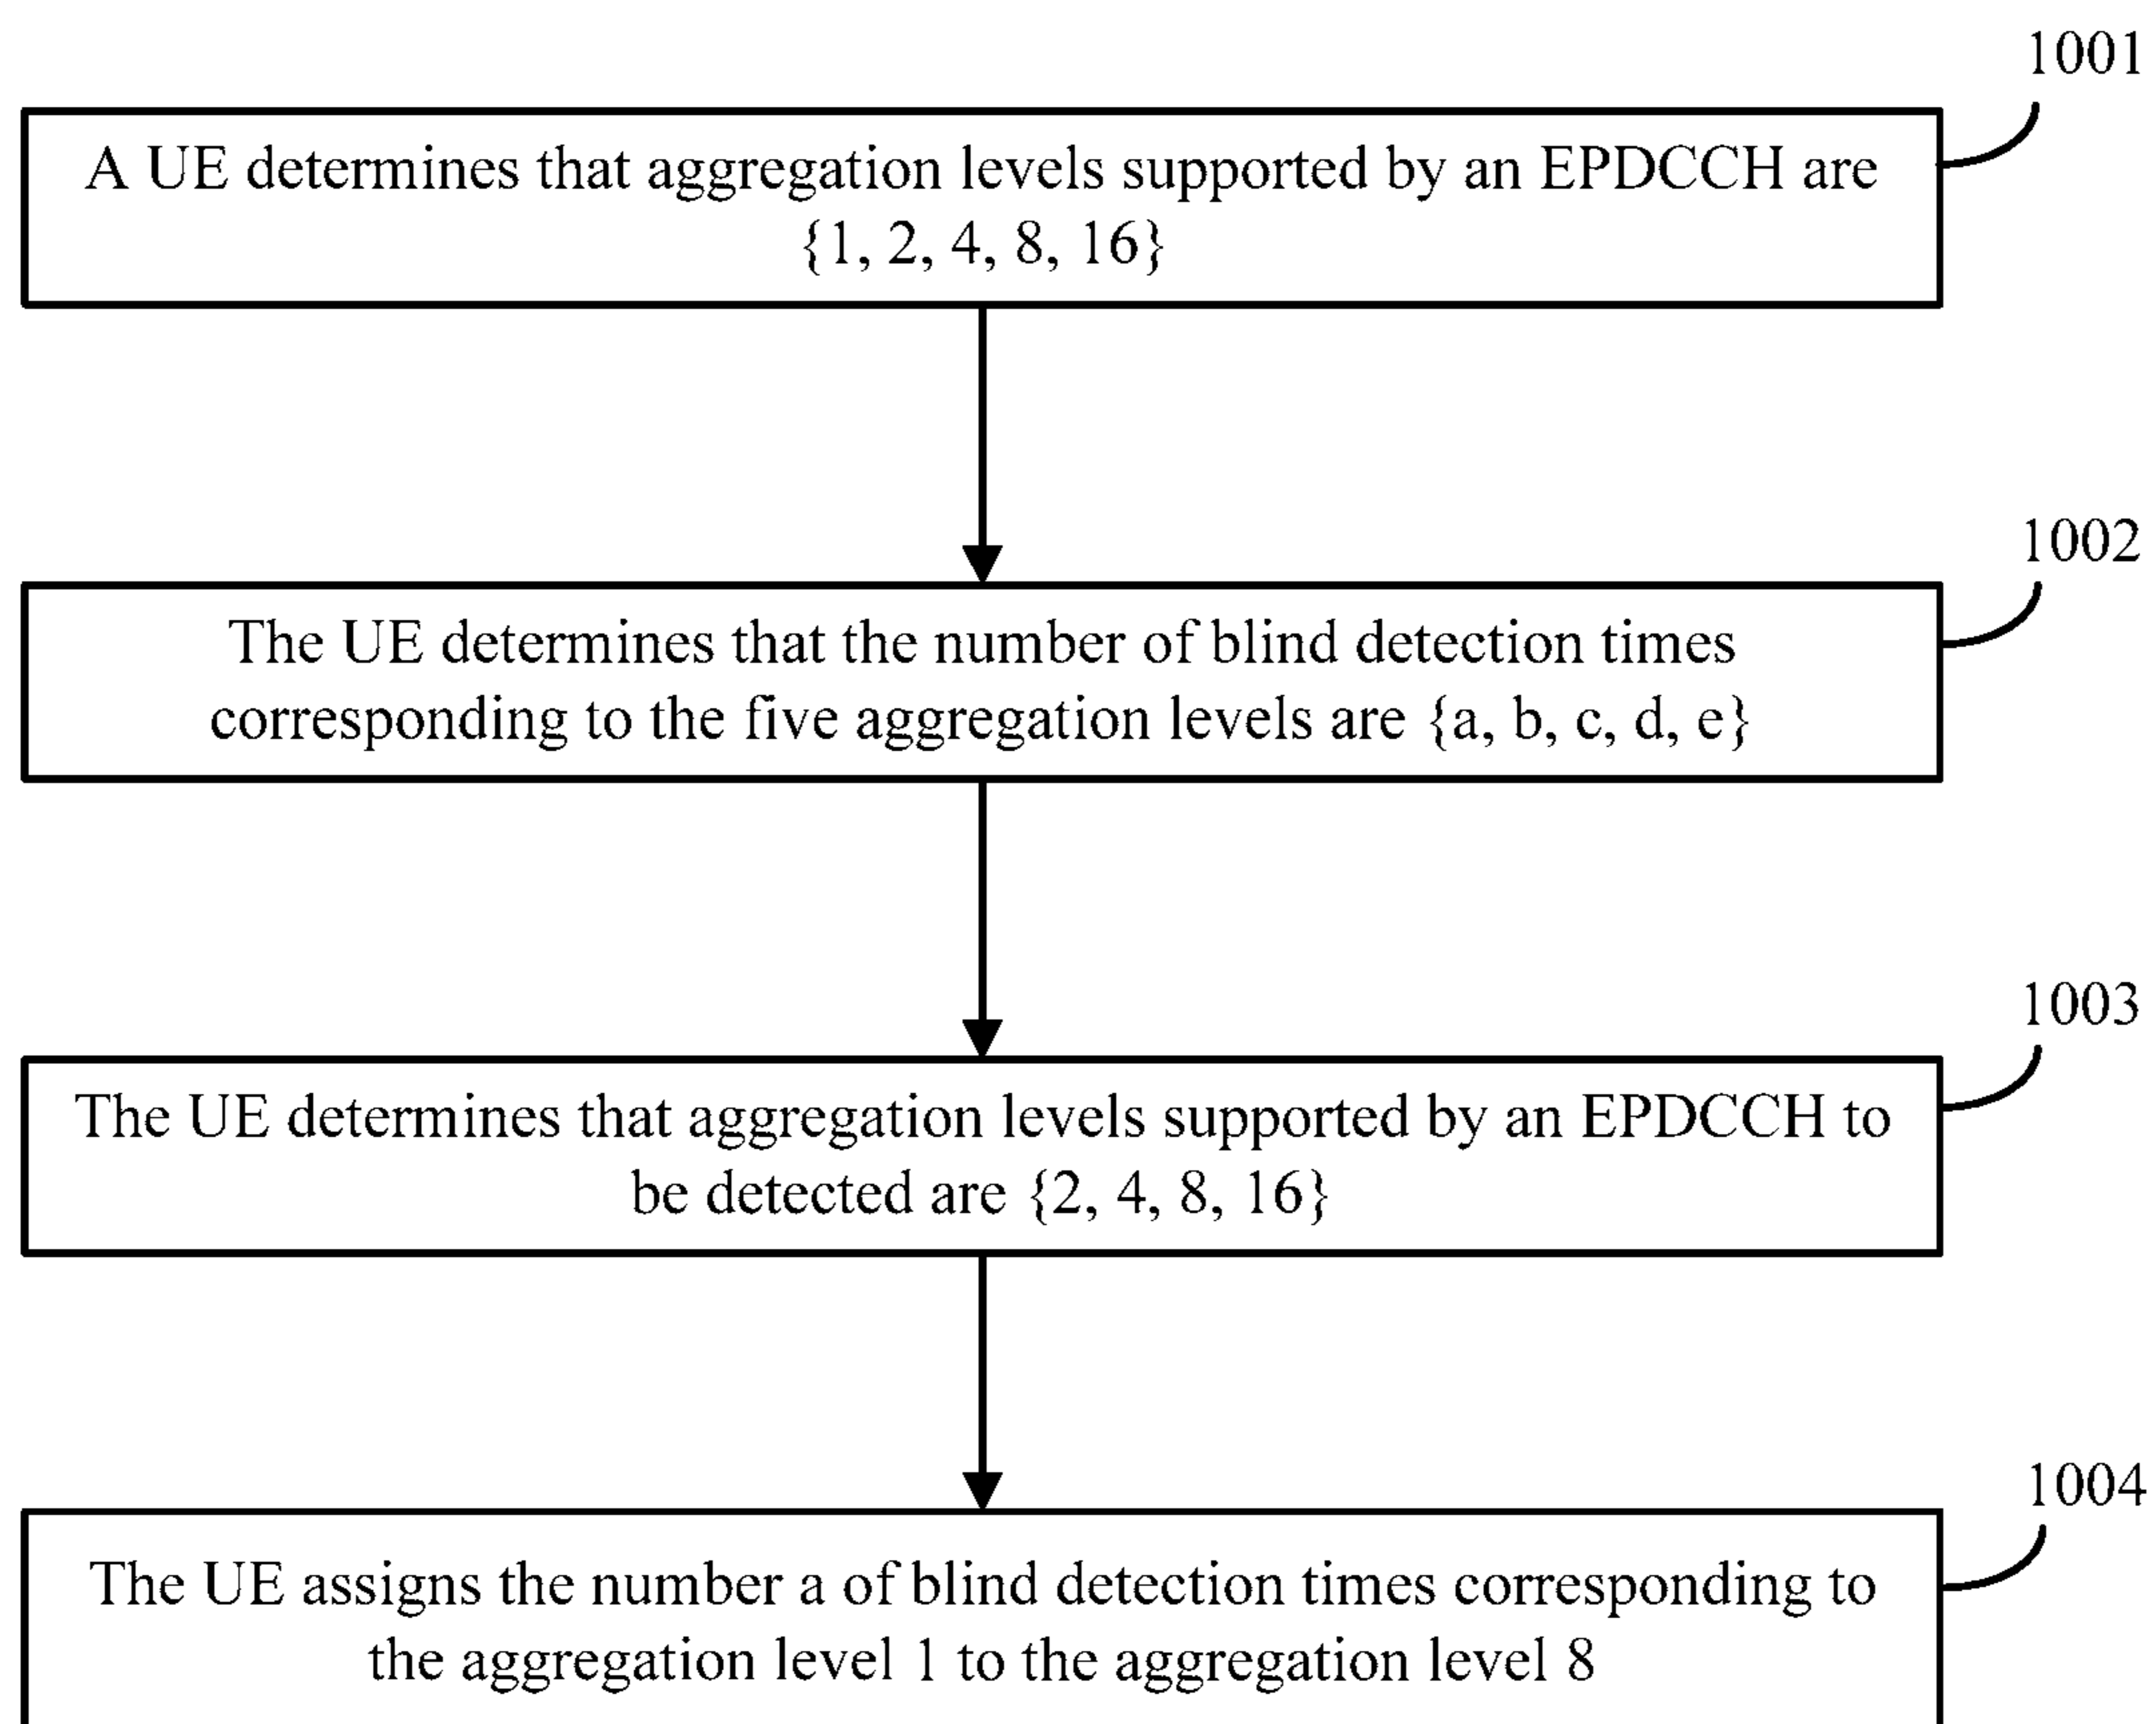 1001
A UE determines that aggregation levels supported by an EPDCCH are
{1, 2, 4, 8, 16}
1002
The UE determines that the number of blind detection times
corresponding to the five aggregation levels are {a, b, c, d, e}
1003
The UE determines that aggregation levels supported by an EPDCCH to
be detected are {2, 4, 8, 16}
1004
The UE assigns the number a of blind detection times corresponding to
the aggregation level 1 to the aggregation level 8